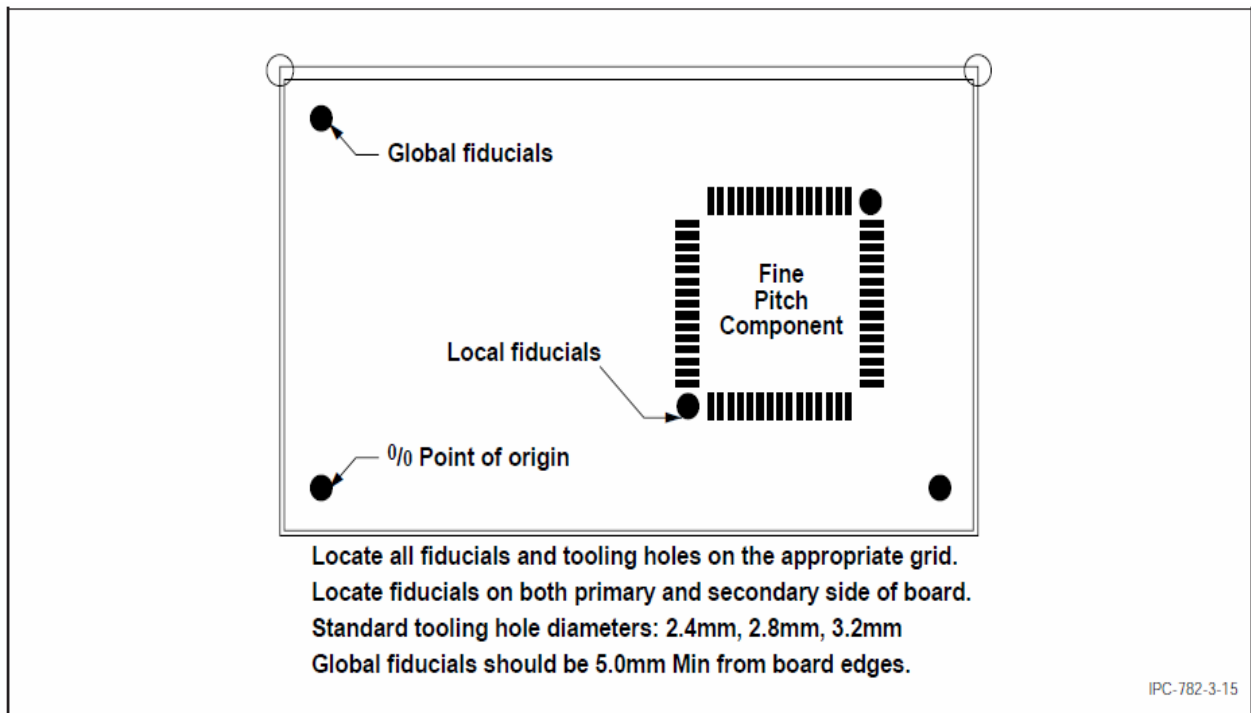 Global fiducials
Fine
Pitch
Component
Local fiducials
0/0 Point of origin
Locate all fiducials and tooling holes on the appropriate grid.
Locate fiducials on both primary and secondary side of board.
Standard tooling hole diameters: 2.4mm, 2.8mm, 3.2mm
Global fiducials should be 5.0mm Min from board edges.
IPC-782-3-15